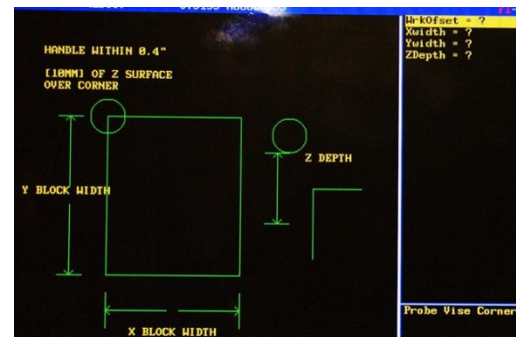 HANDLE WITHIN 0.4"
[10MM] OF Z SURFACE
OVER CORNER
Z DEPTH
Y BLOCK WIDTH
X BLOCK WIDTH
WrkOfset = ?
Xwidth = ?
Ywidth = ?
ZDepth = ?
Probe Vise Corner